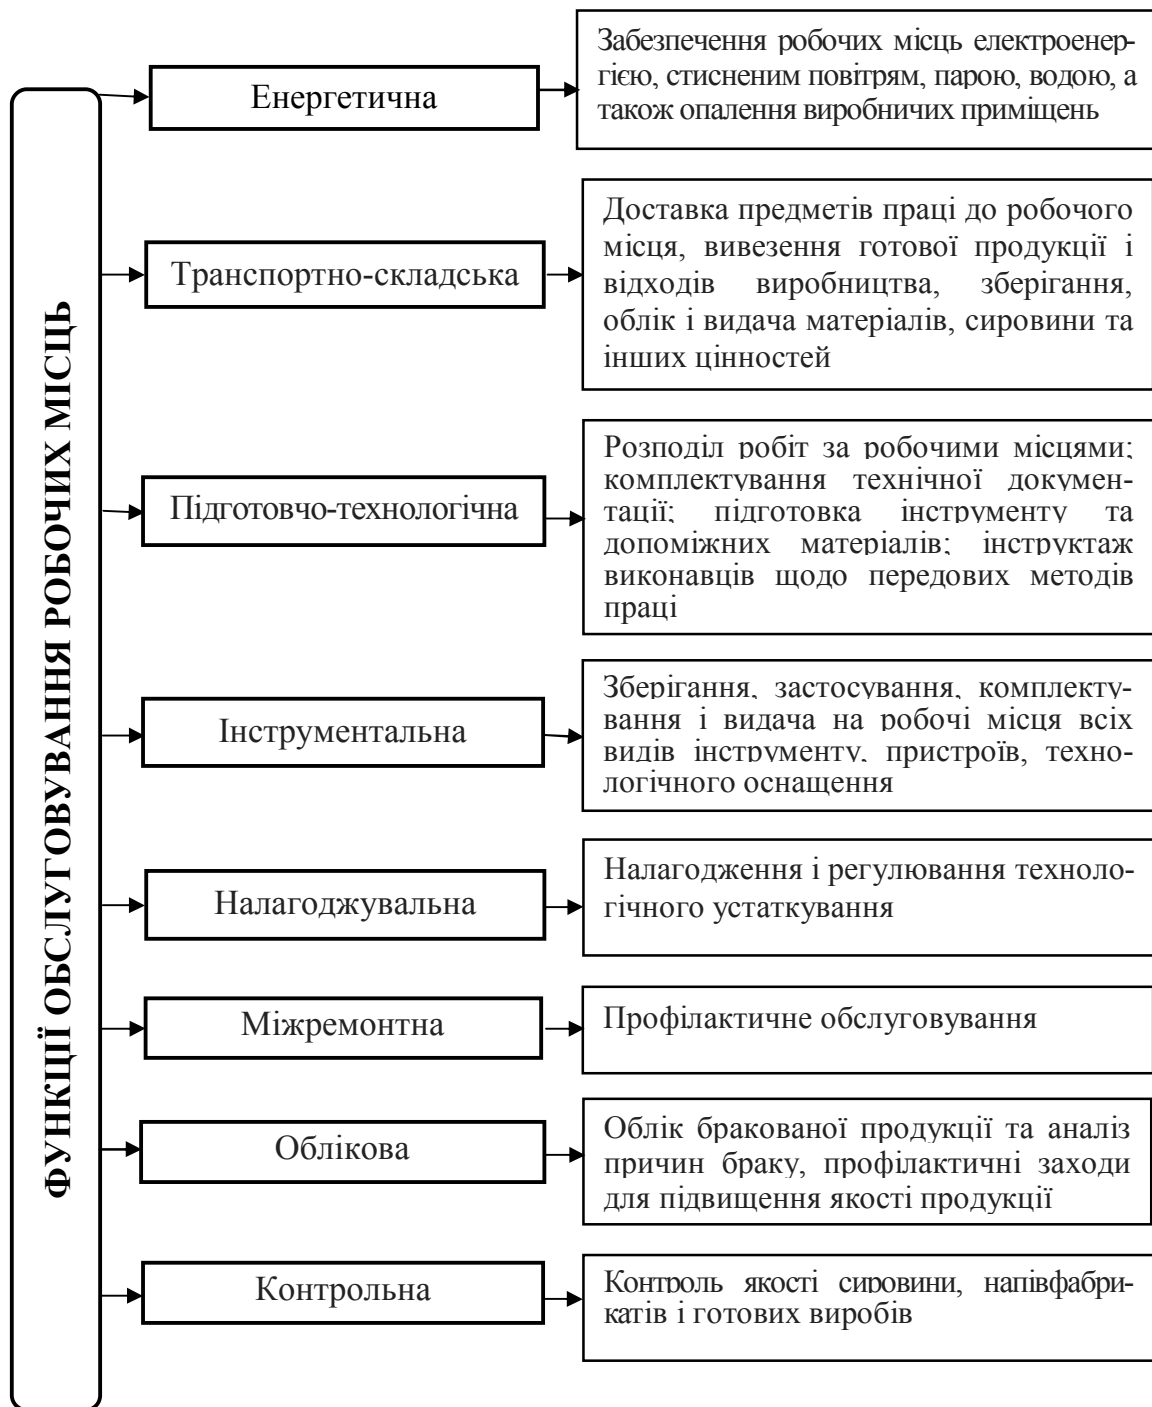 ФУНКЦІЇ ОБСЛУГОВУВАННЯ РОБОЧИХ МІСЦЬ
Енергетична
Забезпечення робочих місць електроенер-
гією, стисненим повітрям, парою, водою, а
також опалення виробничих приміщень
Транспортно-складська
Доставка предметів праці до робочого
місця, вивезення готової продукції і
відходів виробництва, зберігання,
облік і видача матеріалів, сировини та
інших цінностей
Підготовчо-технологічна
Розподіл робіт за робочими місцями;
комплектування технічної докумен-
тації; підготовка інструменту та
допоміжних матеріалів; інструктаж
виконавців щодо передових методів
праці
Інструментальна
Зберігання, застосування, комплекту-
вання і видача на робочі місця всіх
видів інструменту, пристроїв, техно-
логічного оснащення
Налагоджувальна
Налагодження і регулювання техноло-
гічного устаткування
Міжремонтна
Профілактичне обслуговування
Облікова
Облік бракованої продукції та аналіз
причин браку, профілактичні заходи
для підвищення якості продукції
Контрольна
Контроль якості сировини, напівфабри-
катів і готових виробів